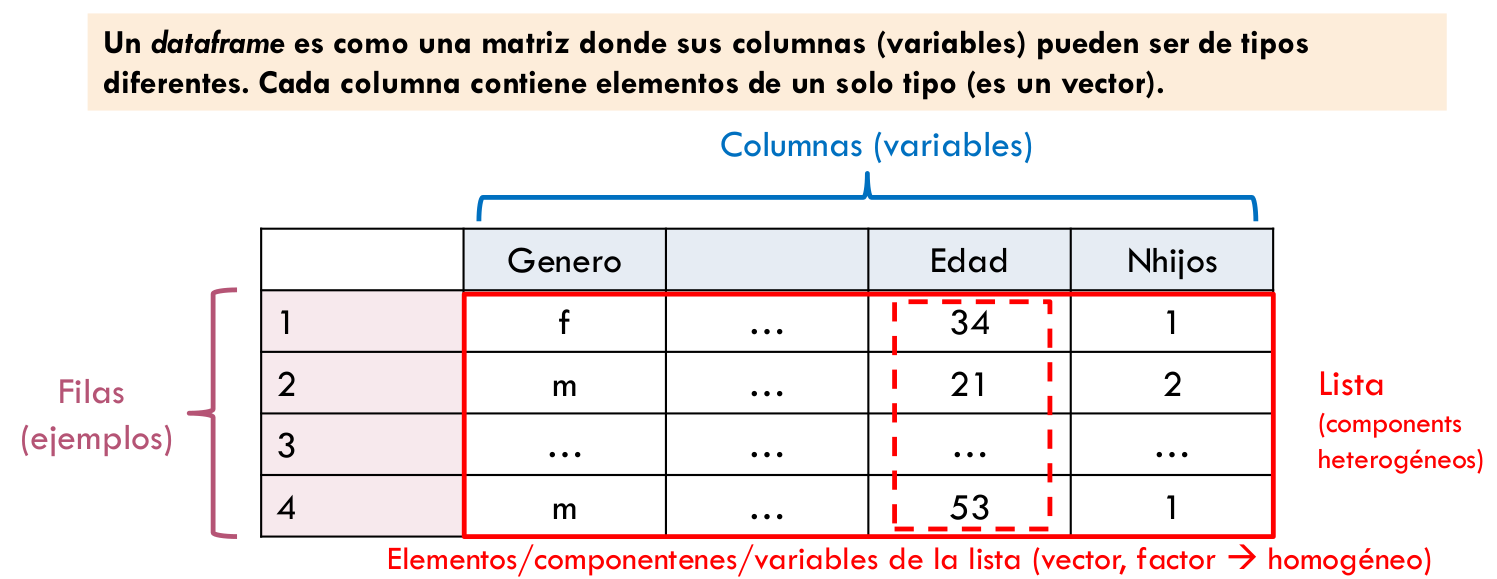 Un dataframe es como una matriz donde sus columnas (variables) pueden ser de tipos
diferentes. Cada columna contiene elementos de un solo tipo (es un vector).
Columnas (variables)
Genero Edad Nhijos
1 f ... 34 1
2 m ... 21 2
3 ... ... ... ...
4 m ... 53 1
Filas
(ejemplos)
Lista
(components
heterogéneos)
Elementos/componentenes/variables de la lista (vector, factor → homogéneo)